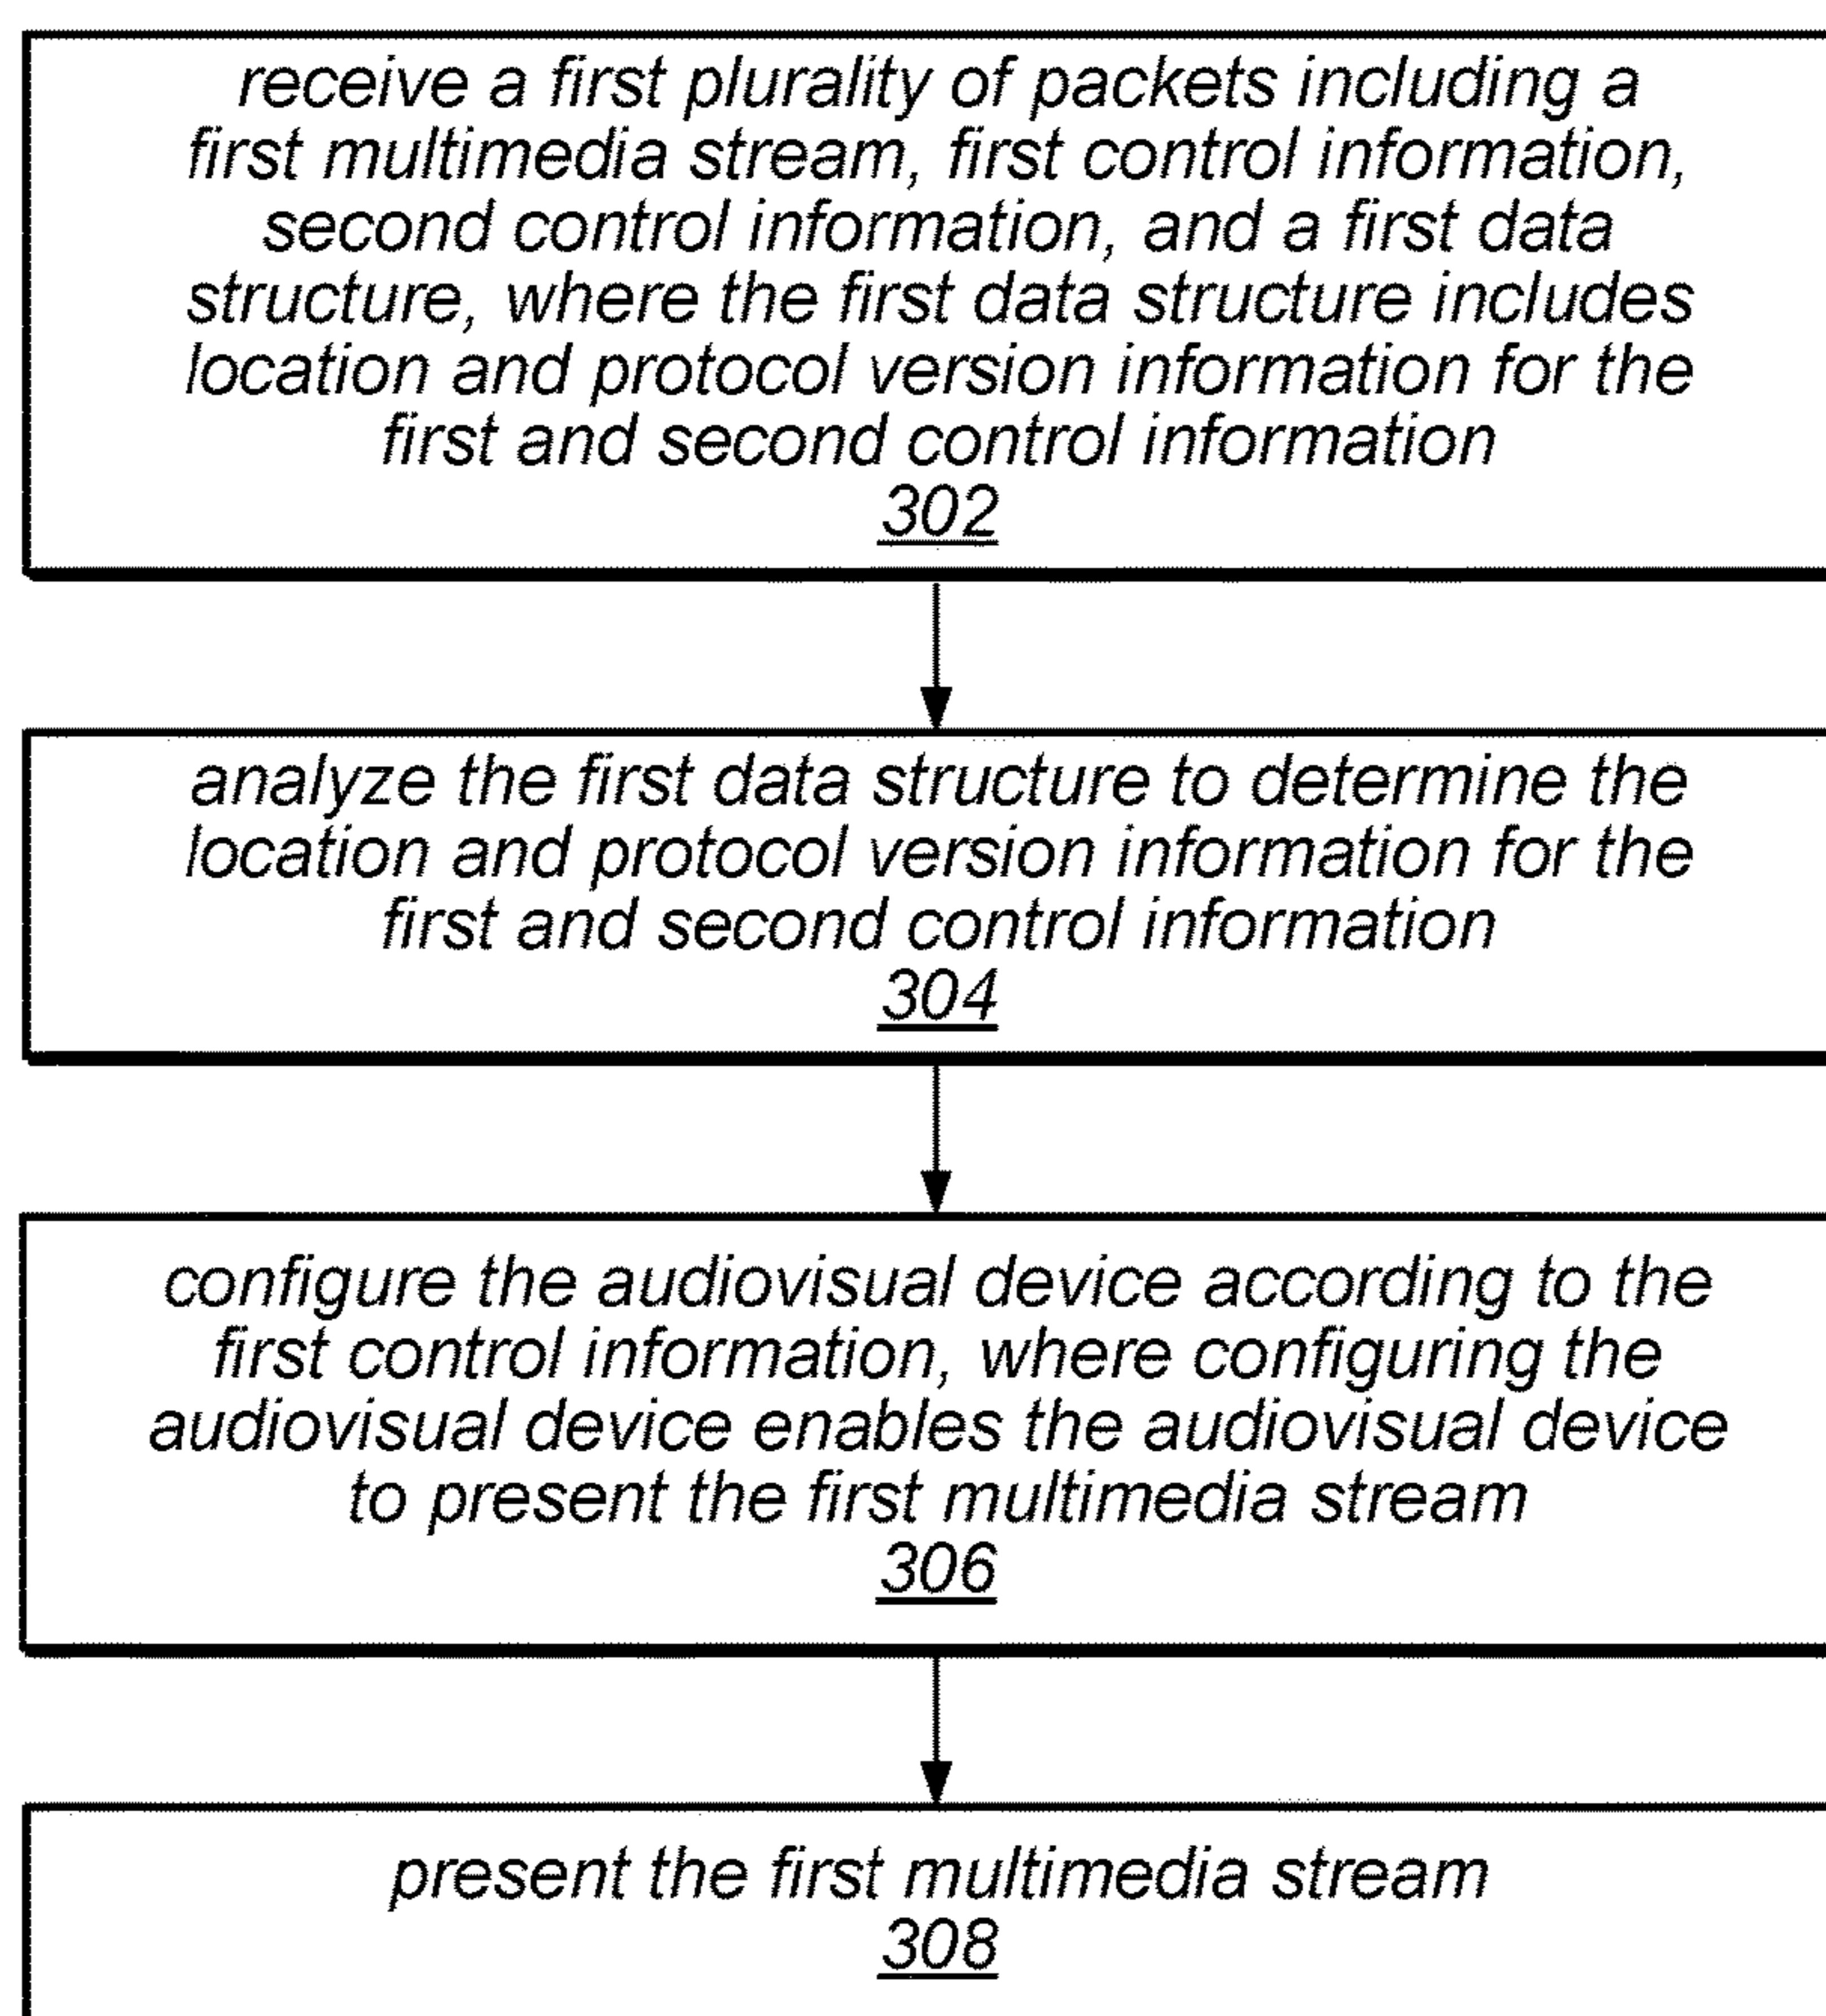 receive a first plurality of packets including a
first multimedia stream, first control information,
second control information, and a first data
structure, where the first data structure includes
location and protocol version information for the
first and second control information
302
analyze the first data structure to determine the
location and protocol version information for the
first and second control information
304
configure the audiovisual device according to the
first control information, where configuring the
audiovisual device enables the audiovisual device
to present the first multimedia stream
306
present the first multimedia stream
308